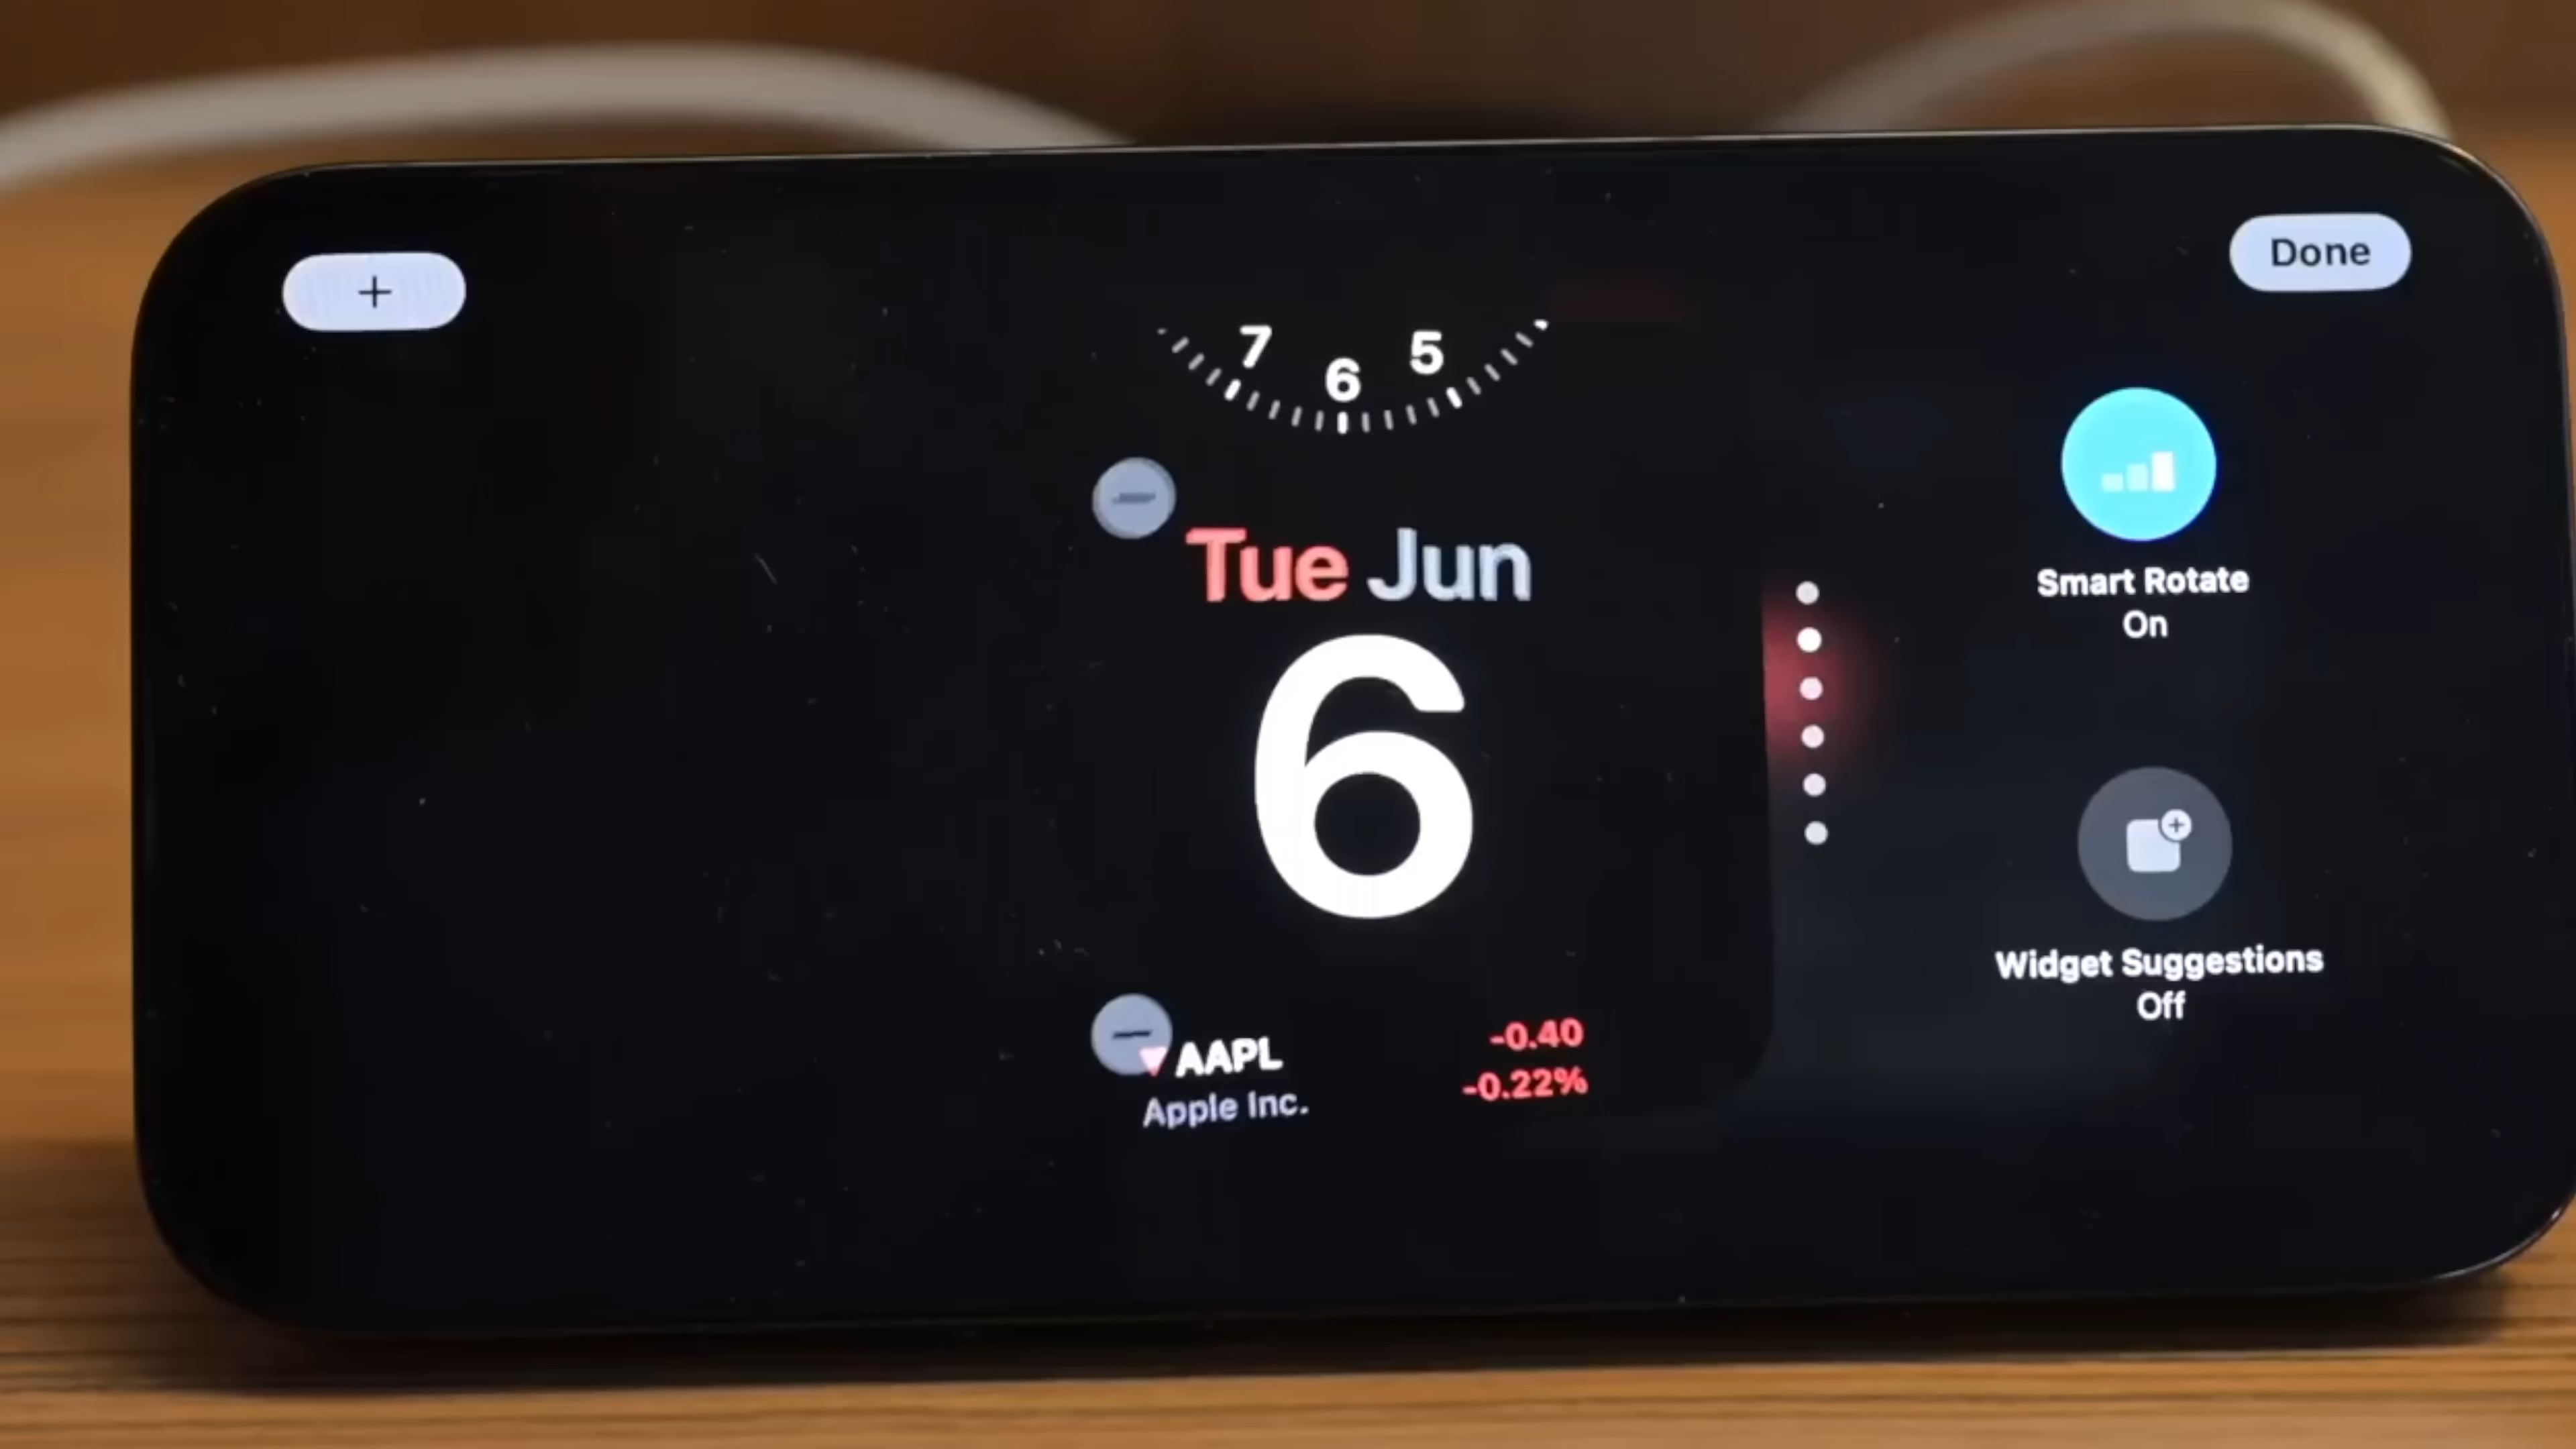 +
Done
7 6 5
Tue Jun
6
Smart Rotate
On
Widget Suggestions
Off
AAPL
Apple Inc.
-0.40
-0.22%